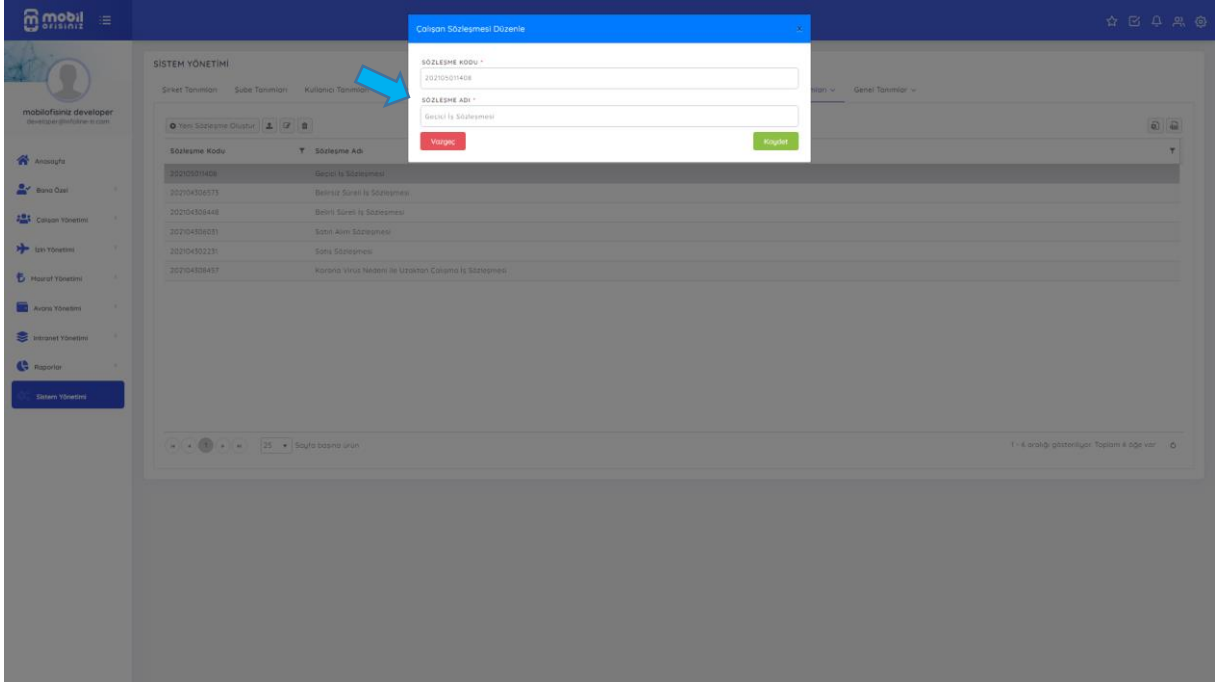 mobil
ofisiniz
Çalışan Sözleşmesi Düzenle
x
SÖZLEŞME KODU *
202105011408
SÖZLEŞME ADI *
Geçici İş Sözleşmesi
Vazgeç
Kaydet
mobilofisiniz developer
Anasayfa
Bana Özel
Çalışan Yönetimi
İzin Yönetimi
Masraf Yönetimi
Avans Yönetimi
Intranet Yönetimi
Raporlar
Sistem Yönetimi
SİSTEM YÖNETİMİ
Şirket Tanımları Şube Tanımları Kullanıcı Tanımları Genel Tanımlar
Yeni Sözleşme Oluştur
Sözleşme Kodu Sözleşme Adı
202105011408 Geçici İş Sözleşmesi
202104306573 Belirsiz Süreli İş Sözleşmesi
202104309448 Belirli Süreli İş Sözleşmesi
202104306031 Satın Alım Sözleşmesi
202104302231 Satış Sözleşmesi
202104308457 Korona Virüs Nedeni ile Uzaktan Çalışma İş Sözleşmesi
1
25 Sayfa başına ürün
1 - 6 aralığı gösteriliyor. Toplam 6 öğe var